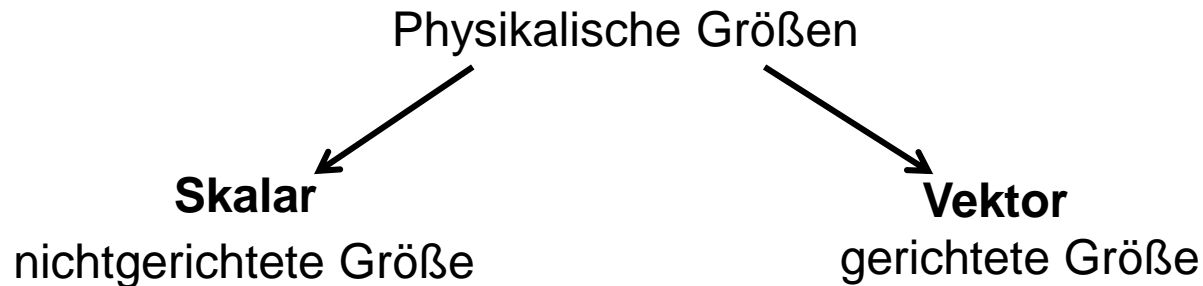 Physikalische Größen
Skalar
nichtgerichtete Größe
Vektor
gerichtete Größe